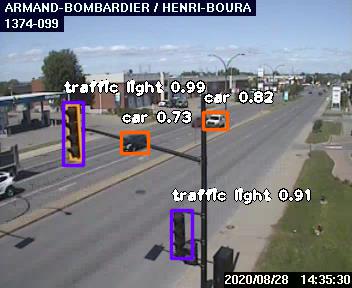 ARMAND-BOMBARDIER / HENRI-BOURA
1374-099
traffic light 0.99
car 0.82
car 0.73
traffic light 0.91
2020/08/28 14:35:30